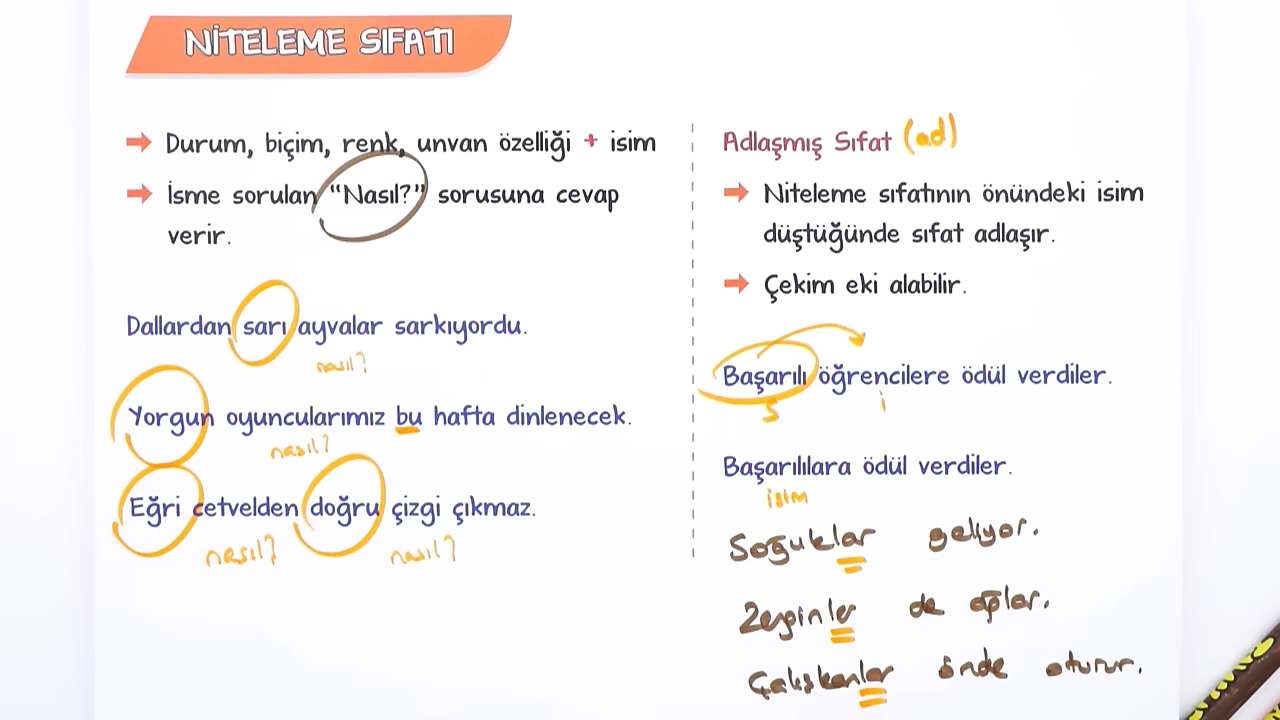 NİTELEME SIFATI
Durum, biçim, renk, unvan özelliği + isim
İsme sorulan "Nasıl?" sorusuna cevap
verir.
Dallardan sarı ayvalar sarkıyordu.
nasıl?
Yorgun oyuncularımız bu hafta dinlenecek.
nasıl?
Eğri cetvelden doğru çizgi çıkmaz.
nasıl? nasıl?
Adlaşmış Sıfat (ad)
Niteleme sıfatının önündeki isim
düştüğünde sıfat adlaşır.
Çekim eki alabilir.
Başarılı öğrencilere ödül verdiler.
S i
Başarılılara ödül verdiler.
isim
Soğuklar geliyor.
Zenginler de ağlar.
Çalışkanlar önde oturur.